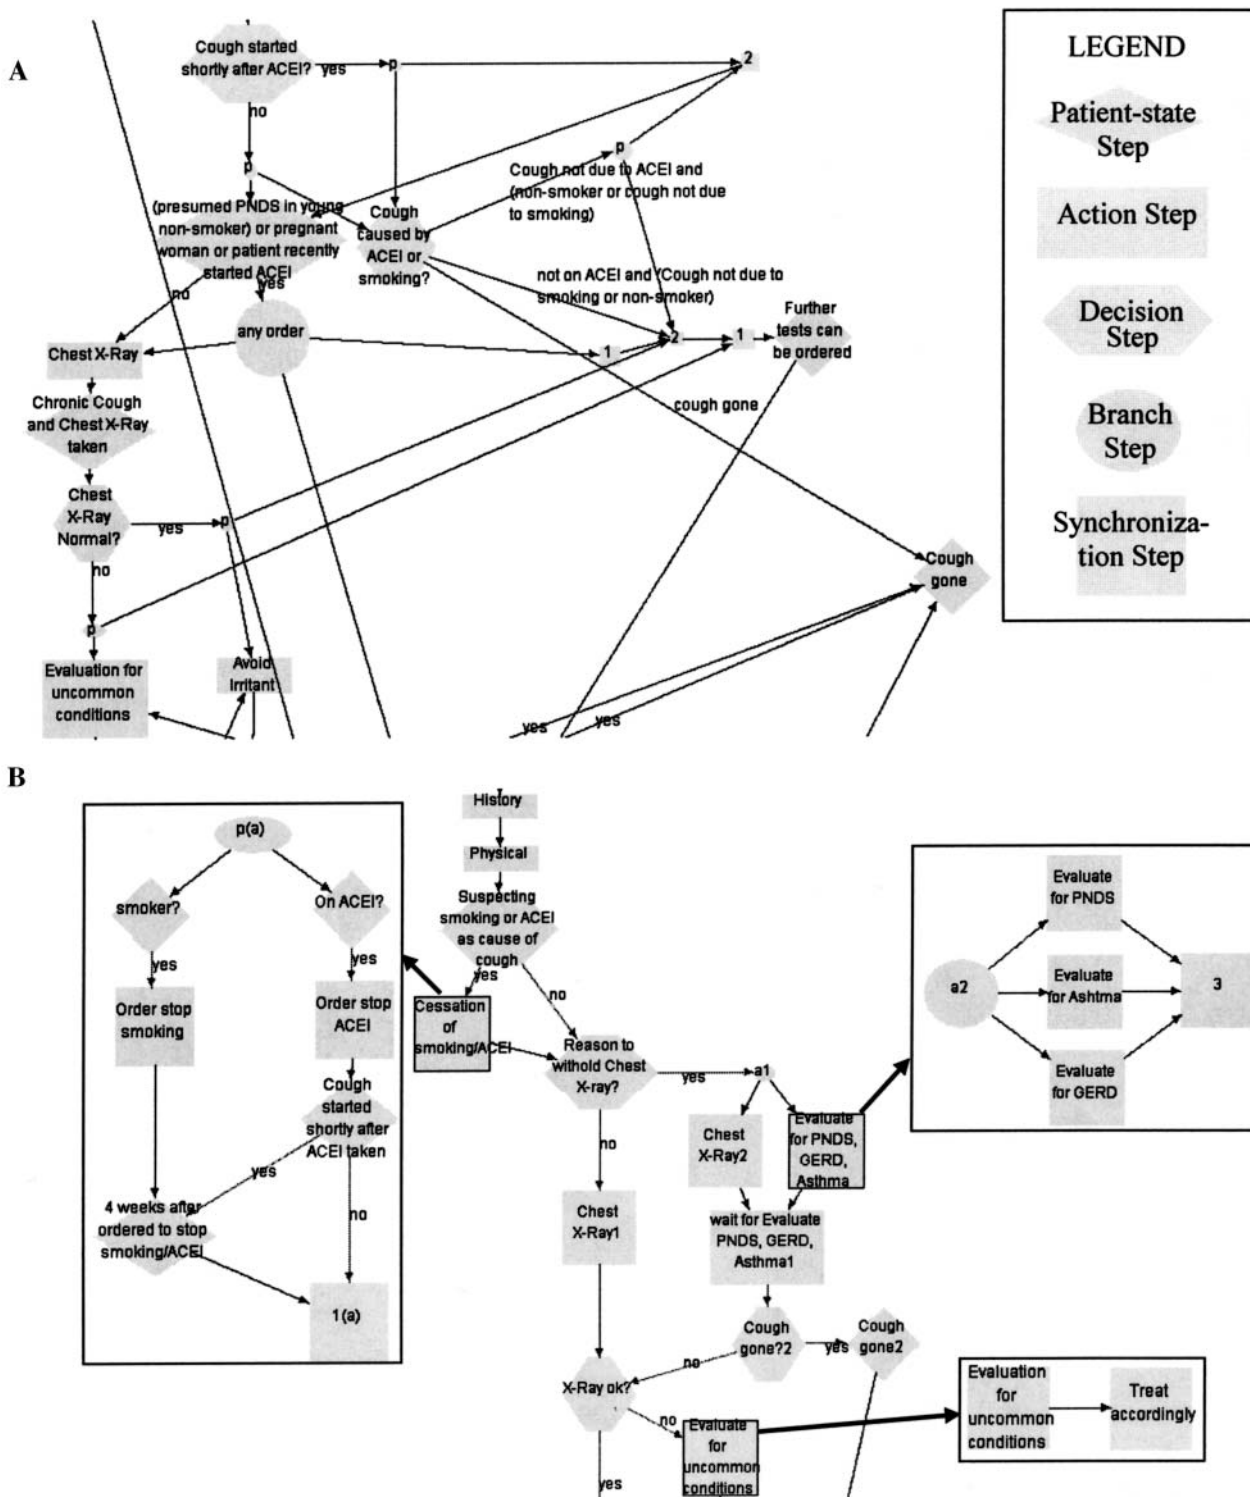 A
1
Cough started
shortly after ACEI?
yes
p
2
no
p
p
Cough not due to ACEI and
(non-smoker or cough not due
to smoking)
(presumed PNDS in young
non-smoker) or pregnant
woman or patient recently
started ACEI
Cough
caused by
ACEI or
smoking?
no
yes
not on ACEI and (Cough not due to
smoking or non-smoker)
any order
Further
tests can
be ordered
1
2
1
Chest X-Ray
Chronic Cough
and Chest X-Ray
taken
cough gone
Chest
X-Ray
Normal?
yes
p
no
Cough
gone
p
Evaluation for
uncommon
conditions
Avoid
Irritant
yes
yes
LEGEND
Patient-state
Step
Action Step
Decision
Step
Branch
Step
Synchroniza-
tion Step
B
p(a)
smoker?
On ACEI?
yes
yes
Order stop
smoking
Order stop
ACEI
Cough
started
shortly after
ACEI taken
yes
no
4 weeks after
ordered to stop
smoking/ACEI
1(a)
History
Physical
Suspecting
smoking or ACEI
as cause of
cough
yes
no
Cessation
of
smoking/ACEI
Reason to
withold Chest
X-ray?
yes
a1
no
Chest
X-Ray2
Evaluate
for PNDS,
GERD,
Asthma
Chest
X-Ray1
wait for Evaluate
PNDS, GERD,
Asthma1
Cough
gone?2
yes
Cough
gone2
no
X-Ray ok?
no
Evaluate
for
uncommon
conditions
yes
a2
Evaluate
for PNDS
Evaluate
for Ashtma
Evaluate
for GERD
3
Evaluation
for
uncommon
conditions
Treat
accordingly